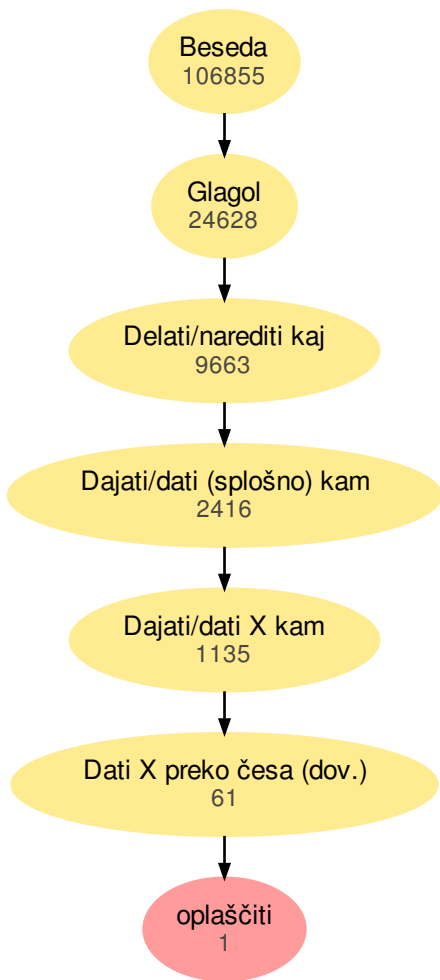 Beseda
106855
Glagol
24628
Delati/narediti kaj
9663
Dajati/dati (splošno) kam
2416
Dajati/dati X kam
1135
Dati X preko česa (dov.)
61
oplaščiti
1